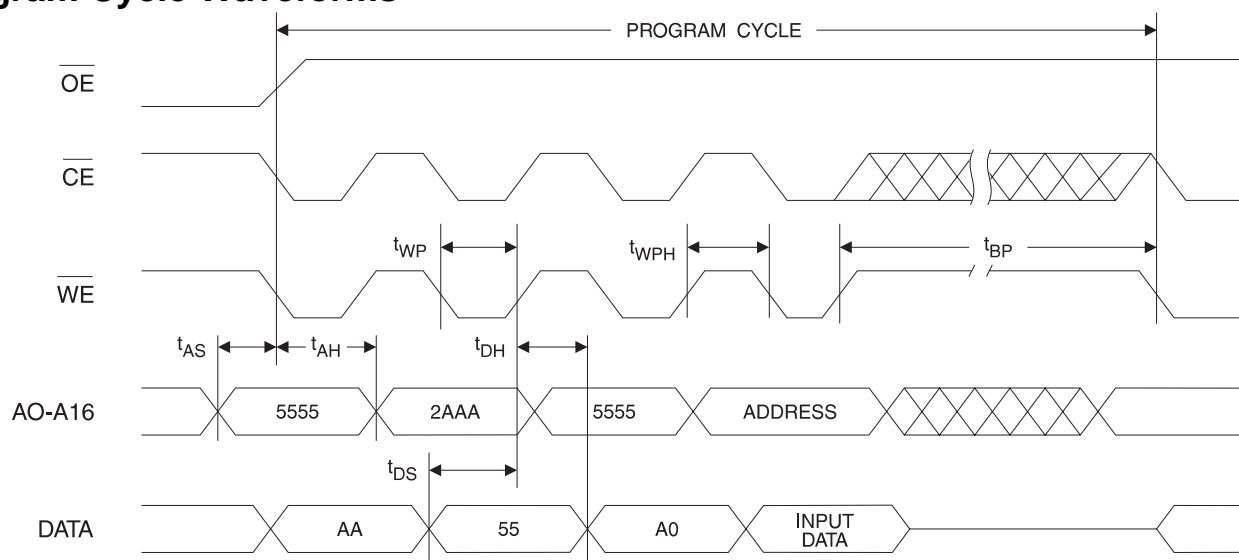 gram Cycle Waveforms
PROGRAM CYCLE
OE
CE
tWP
tWPH
tBP
WE
tAS
tAH
tDH
AO-A16
5555
2AAA
5555
ADDRESS
tDS
DATA
AA
55
A0
INPUT
DATA